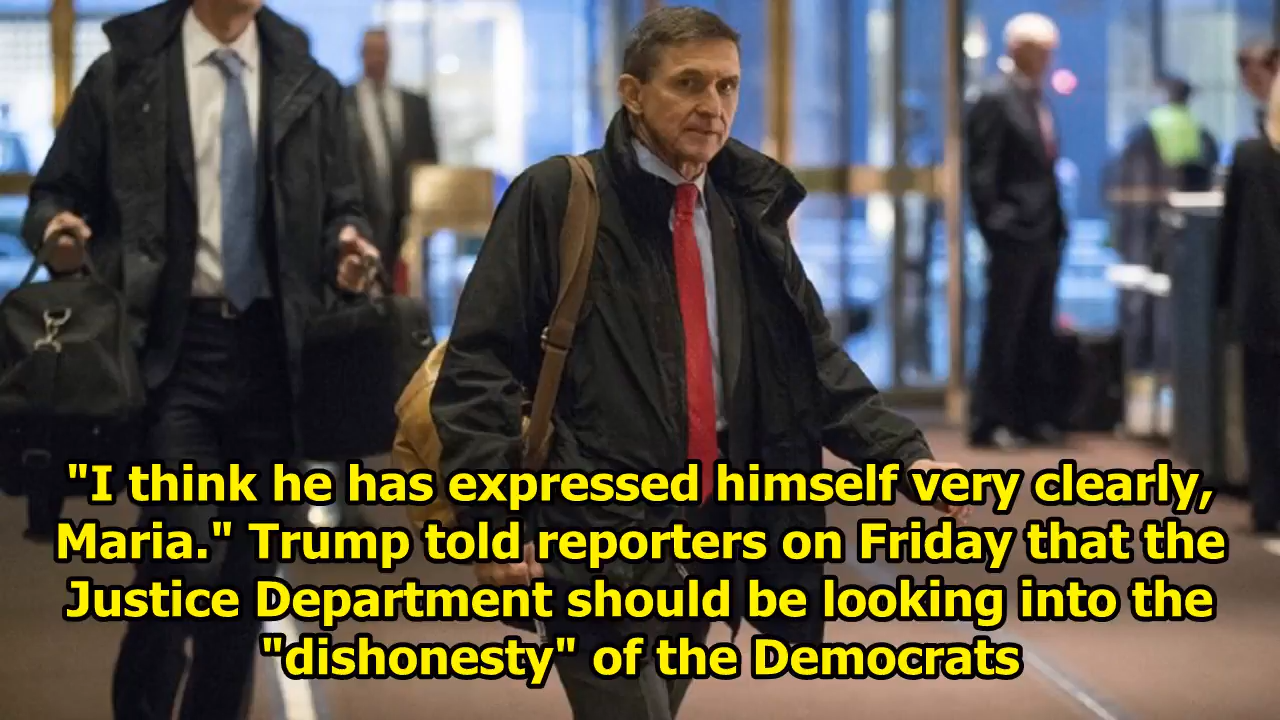 "I think he has expressed himself very clearly,
Maria." Trump told reporters on Friday that the
Justice Department should be looking into the
"dishonesty" of the Democrats